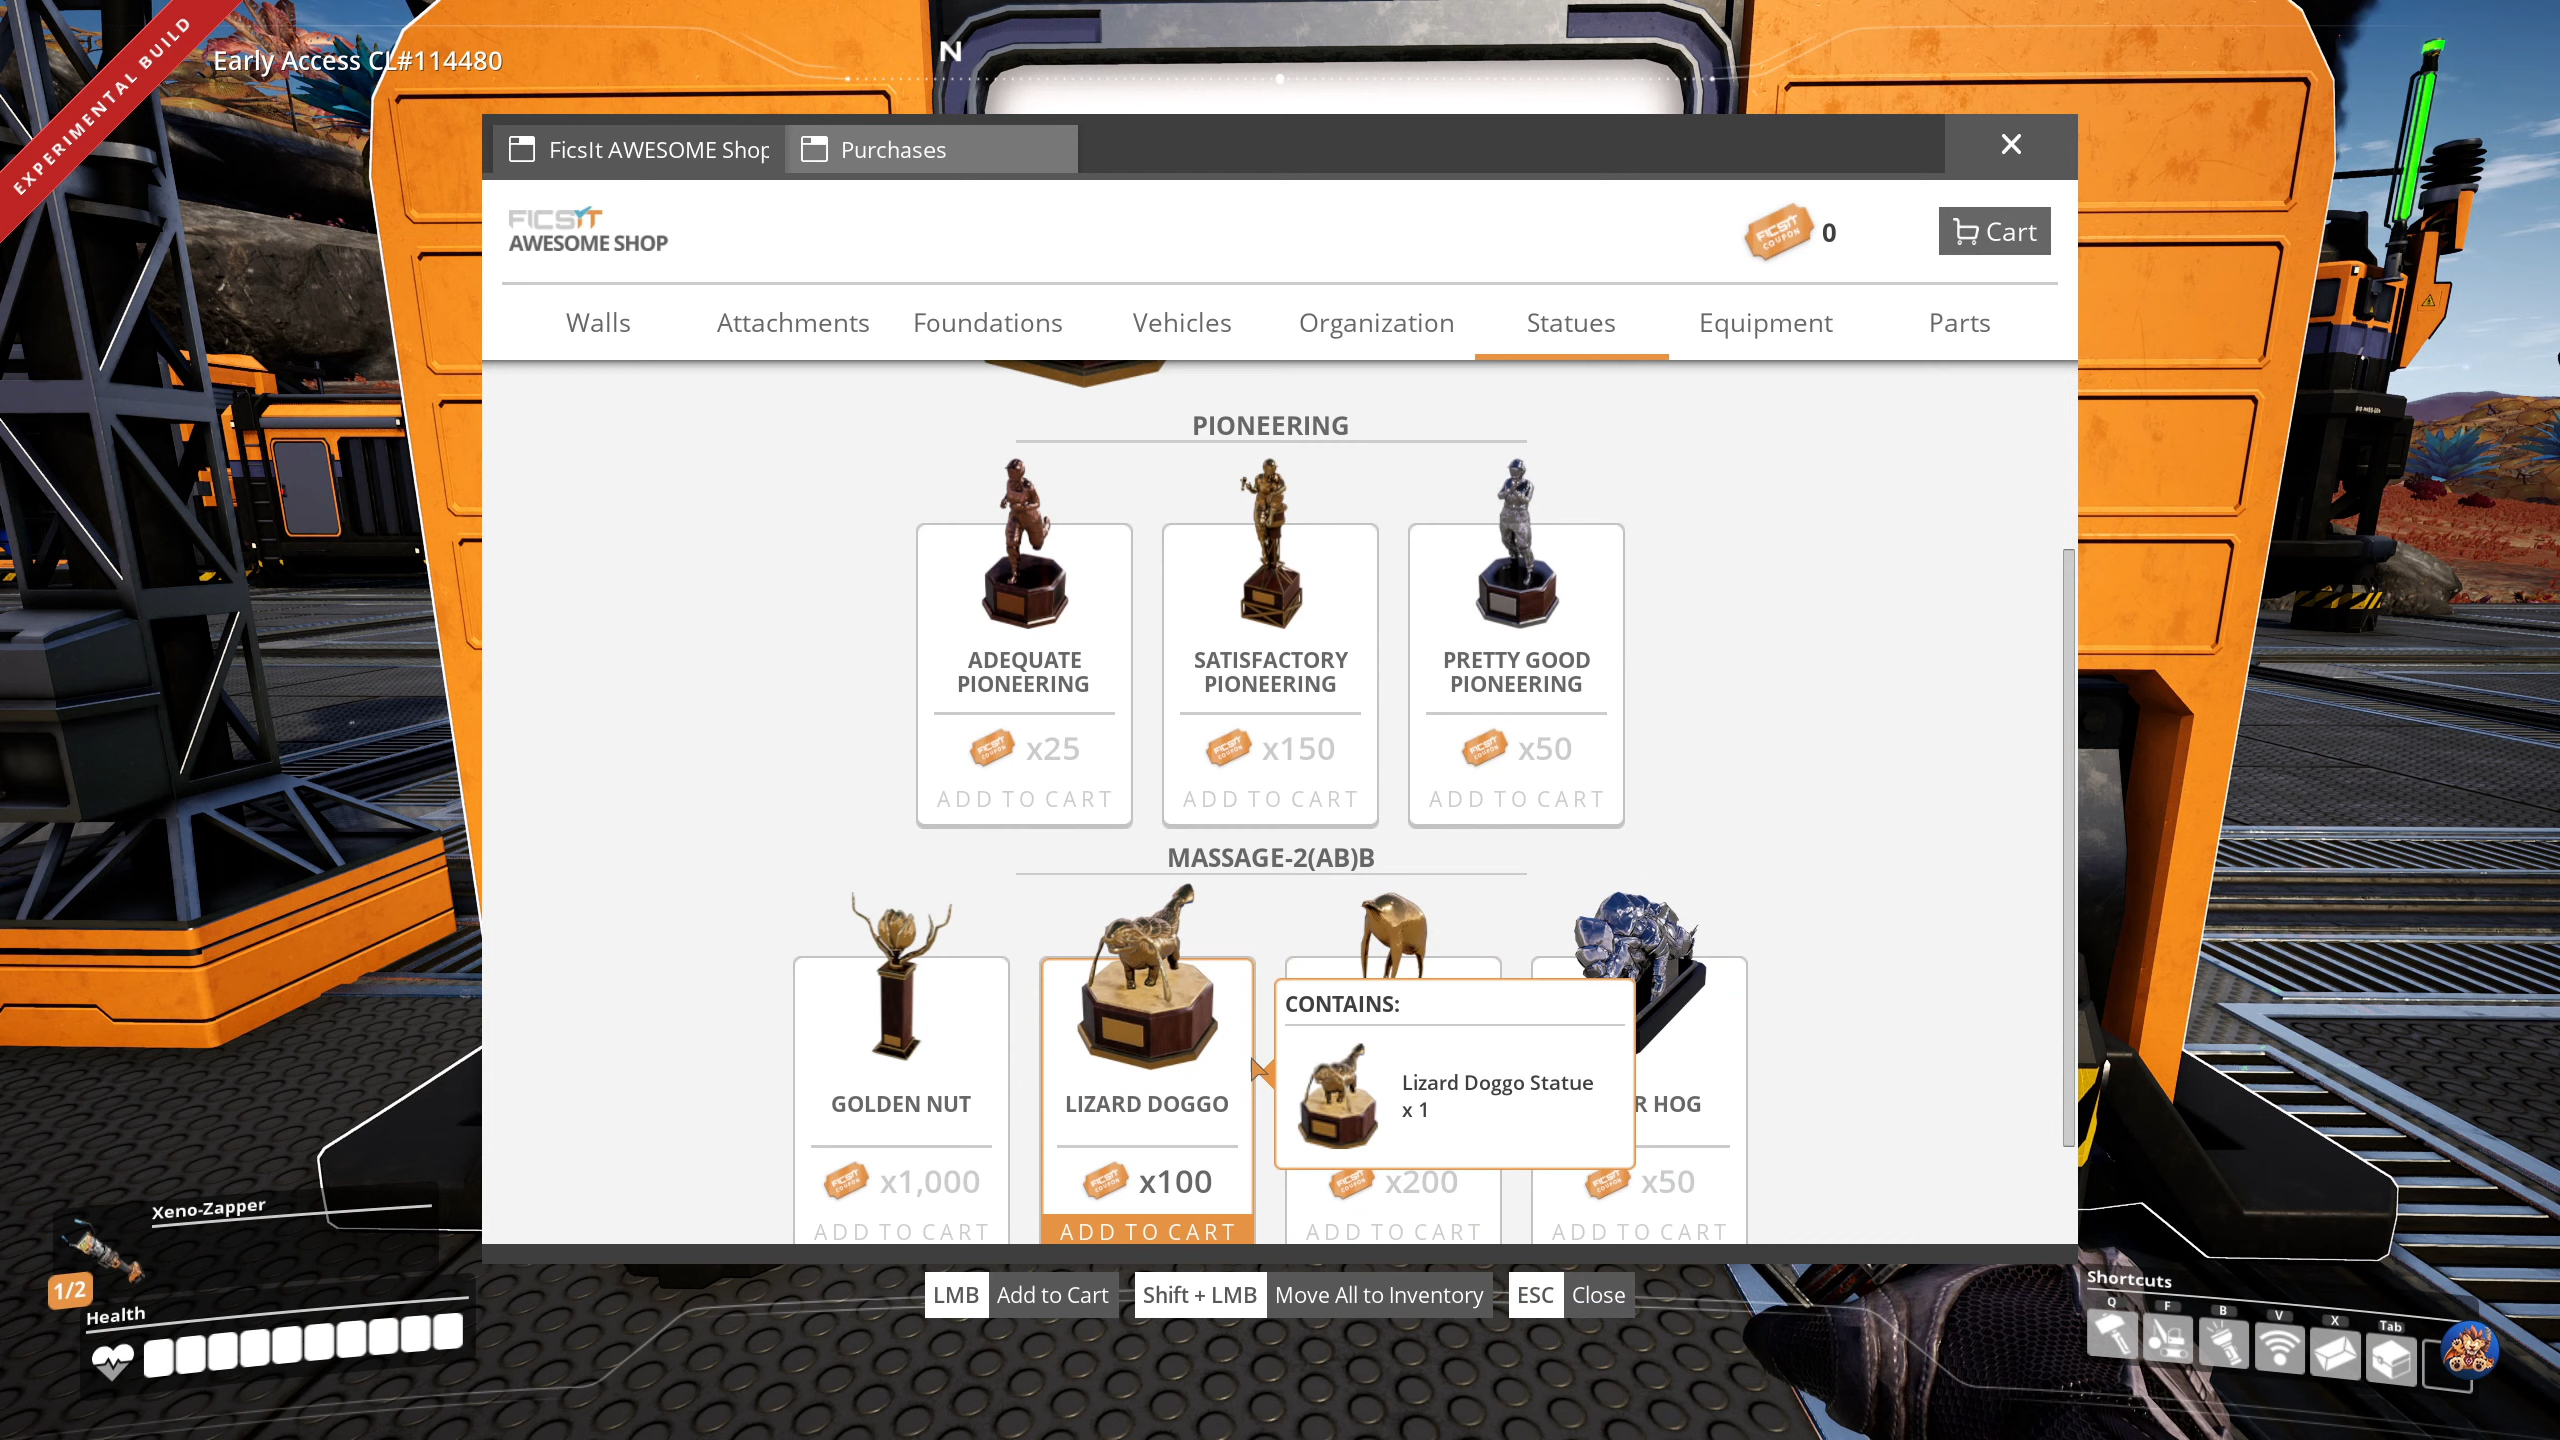 EXPERIMENTAL BUILD
Early Access CL#114480
N
FicsIt AWESOME Shop
Purchases
FICSIT
AWESOME SHOP
FICSIT COUPON
0
Cart
Walls
Attachments
Foundations
Vehicles
Organization
Statues
Equipment
Parts
PIONEERING
ADEQUATE
PIONEERING
SATISFACTORY
PIONEERING
PRETTY GOOD
PIONEERING
x25
x150
x50
ADD TO CART
ADD TO CART
ADD TO CART
MASSAGE-2(AB)B
CONTAINS:
Lizard Doggo Statue
x 1
GOLDEN NUT
LIZARD DOGGO
R HOG
x1,000
x100
x200
x50
ADD TO CART
ADD TO CART
ADD TO CART
ADD TO CART
Xeno-Zapper
1/2
Health
LMB
Add to Cart
Shift + LMB
Move All to Inventory
ESC
Close
Shortcuts
Q
F
B
V
X
Tab